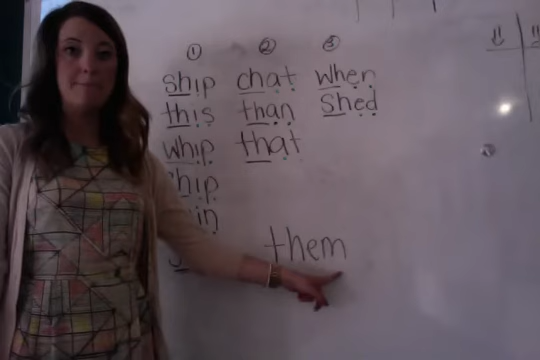 ① ② ③
ship chat when
this than shed
whip that
hip
in
them